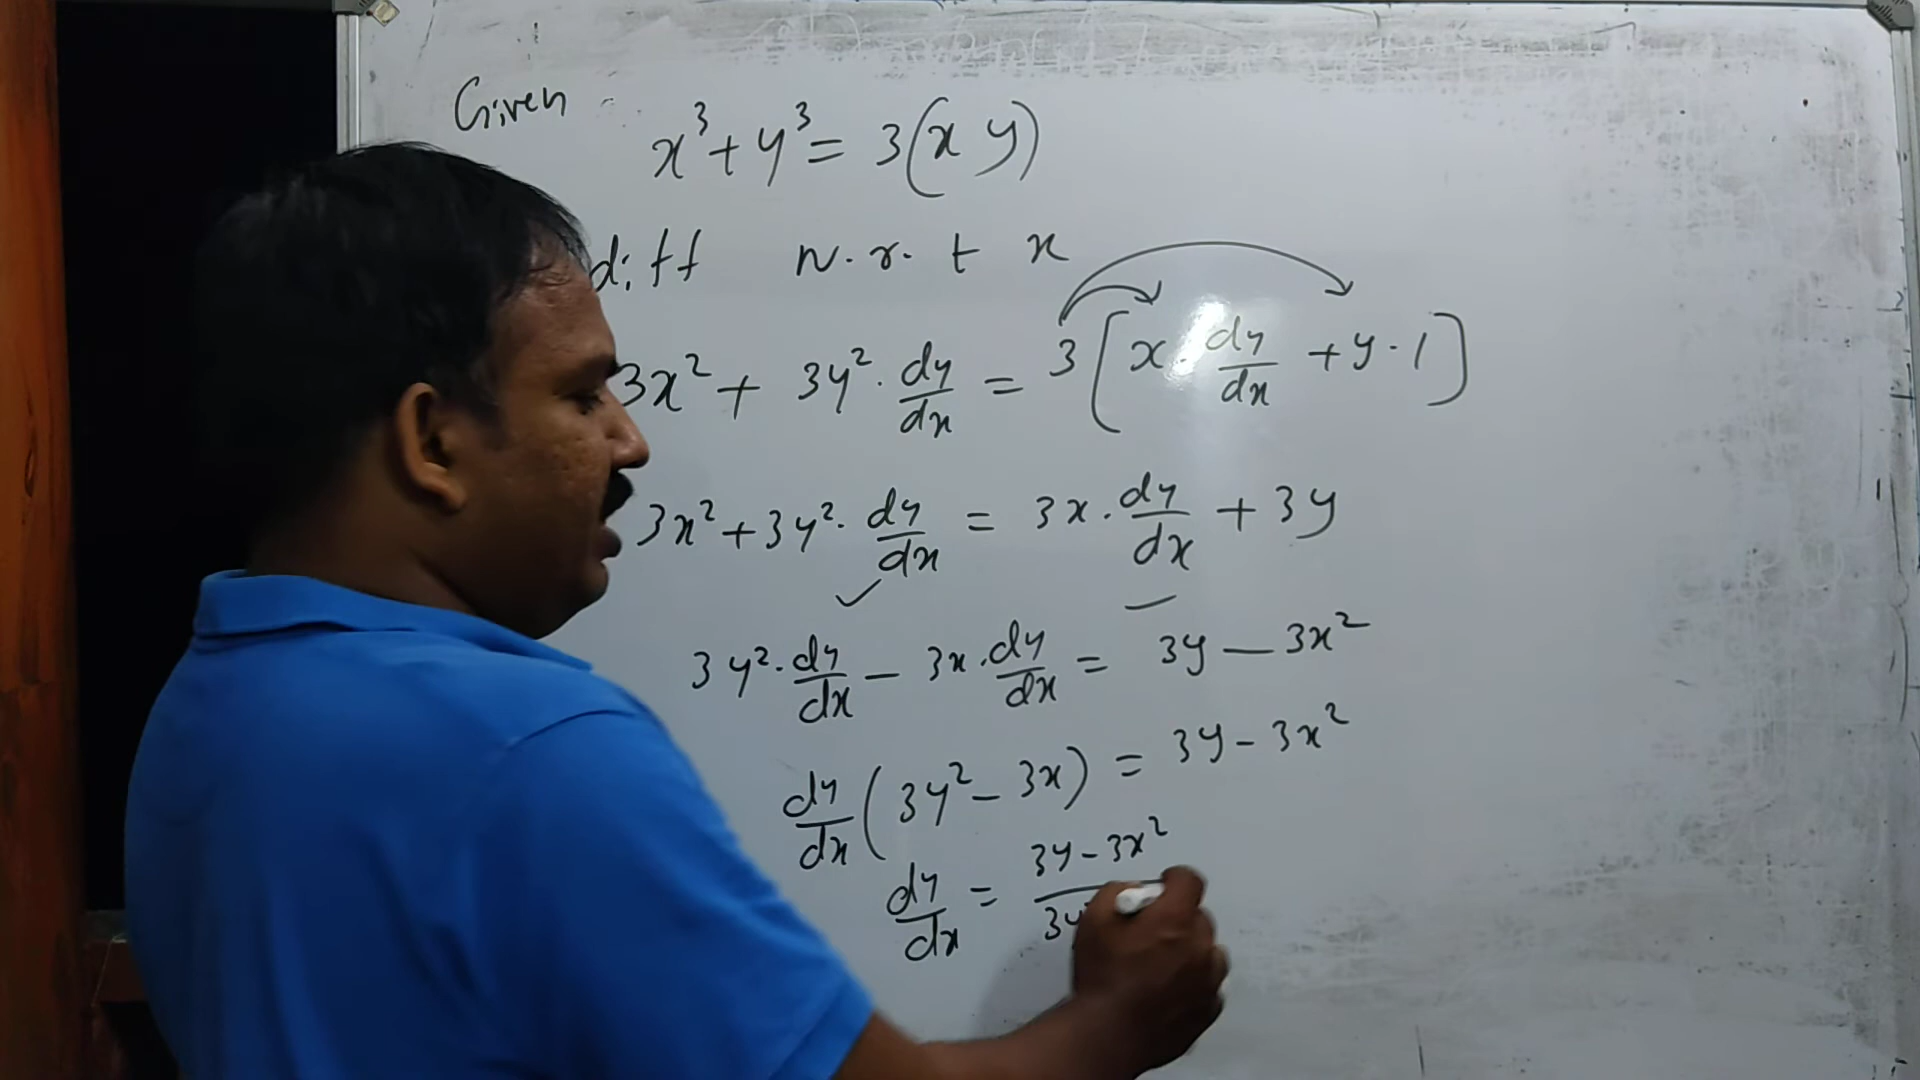 Given
x³ + y³ = 3(x y)
diff w.r.t x
3x² + 3y² · dy/dx = 3[x · dy/dx + y · 1]
3x² + 3y² · dy/dx = 3x · dy/dx + 3y
3y² · dy/dx – 3x · dy/dx = 3y – 3x²
dy/dx (3y² – 3x) = 3y – 3x²
dy/dx = 3y – 3x² / 3y